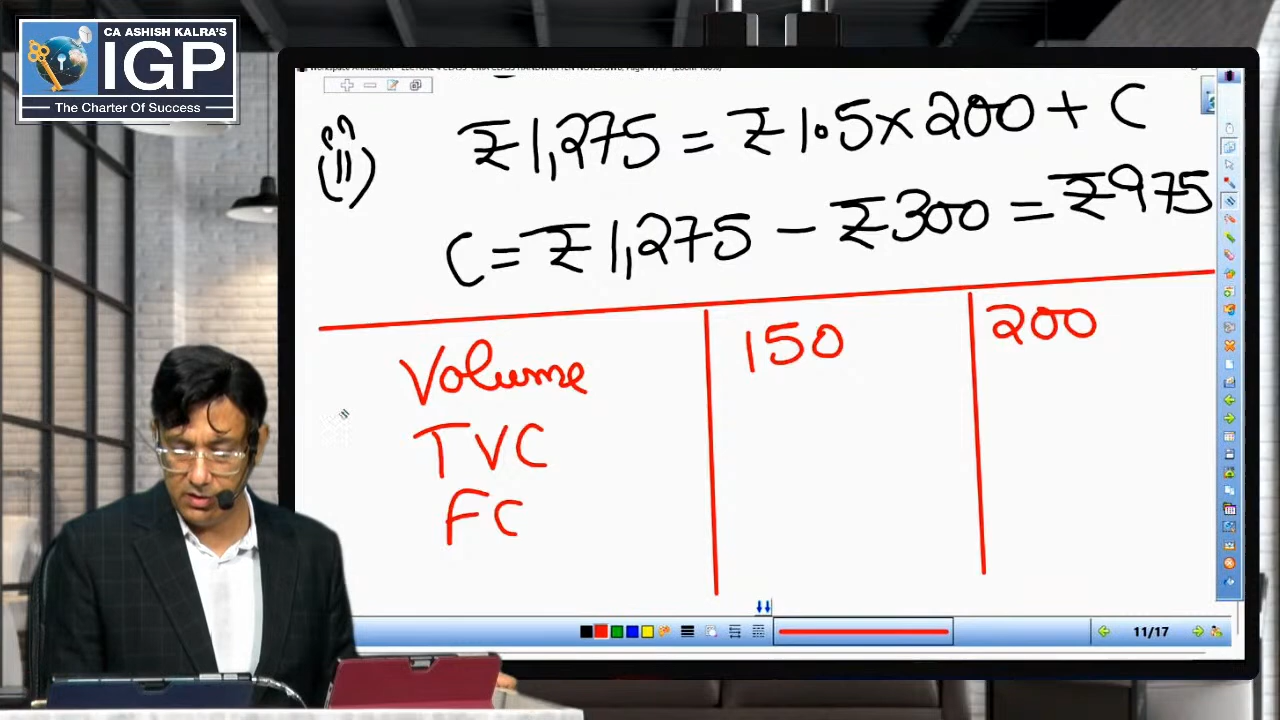 CA ASHISH KALRA'S
IGP
The Charter Of Success
(ii) ₹1,275 = ₹1.5×200 + C
C = ₹1,275 - ₹300 = ₹975
Volume 150 200
TVC
FC
11/17